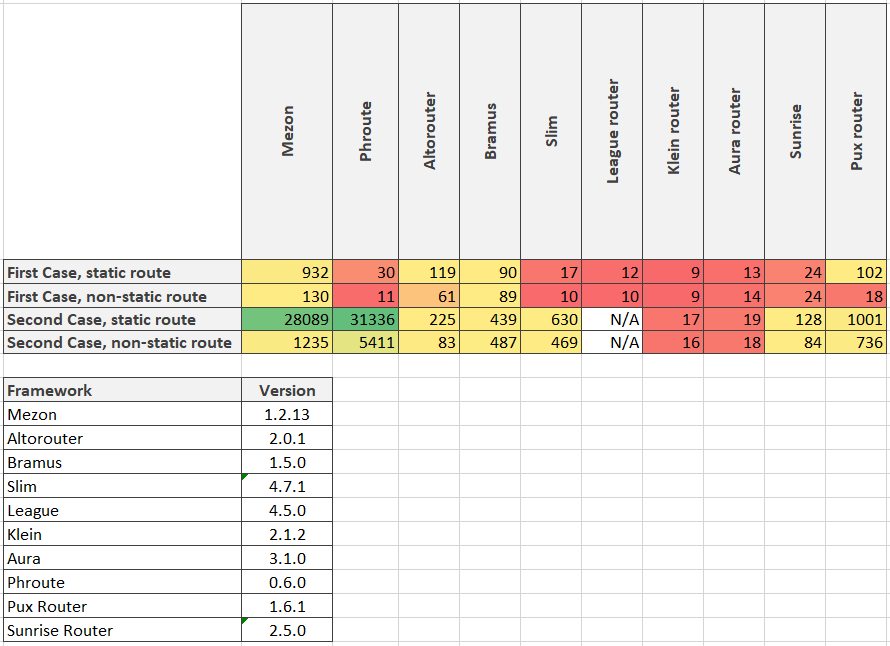 Mezon Phroute Altorouter Bramus Slim League router Klein router Aura router Sunrise Pux router
First Case, static route 932 30 119 90 17 12 9 13 24 102
First Case, non-static route 130 11 61 89 10 10 9 14 24 18
Second Case, static route 28089 31336 225 439 630 N/A 17 19 128 1001
Second Case, non-static route 1235 5411 83 487 469 N/A 16 18 84 736
Framework Version
Mezon 1.2.13
Altorouter 2.0.1
Bramus 1.5.0
Slim 4.7.1
League 4.5.0
Klein 2.1.2
Aura 3.1.0
Phroute 0.6.0
Pux Router 1.6.1
Sunrise Router 2.5.0